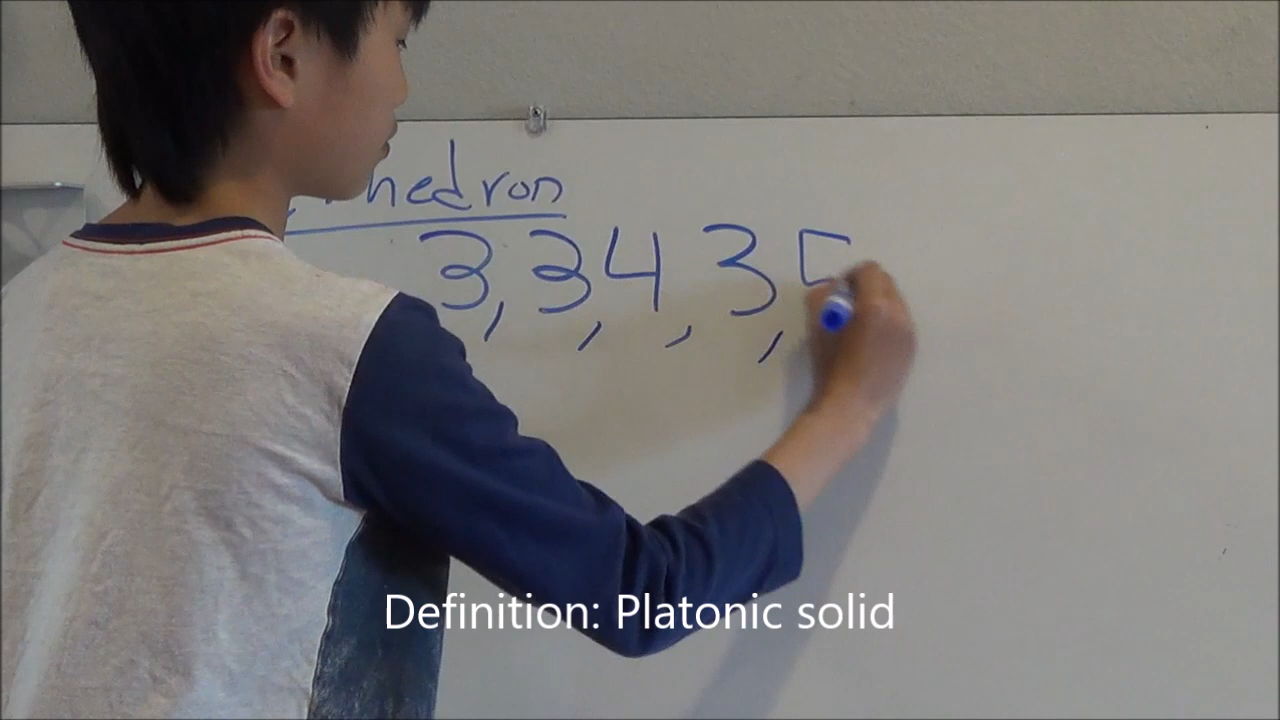 hedron
3, 3, 4, 3, 5
Definition: Platonic solid